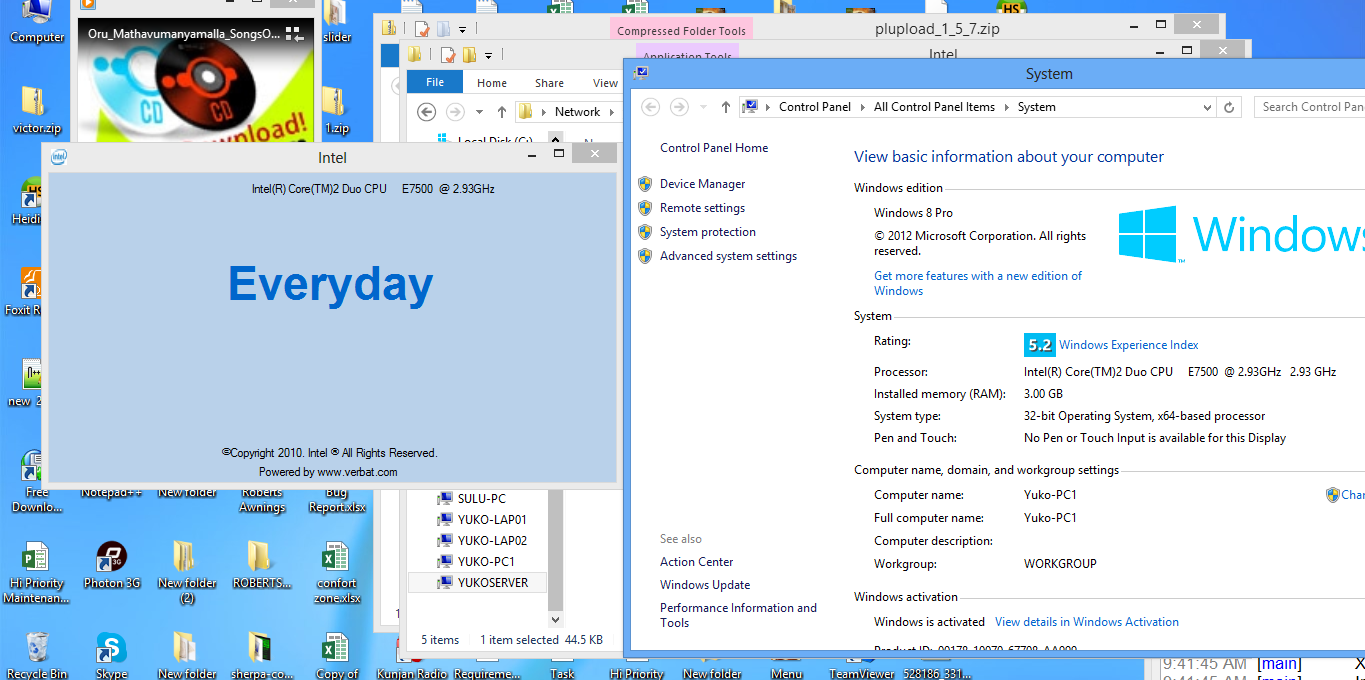 Computer
slider
victor.zip
1.zip
Oru_Mathavumanyamalla_SongsO...
CD
CD
Heidi
Foxit R
new_2
Free
Downlo...
Notepad++
New folder
Roberts
Awnings
Bug
Report.xlsx
Hi Priority
Maintenan...
Photon 3G
New folder
(2)
ROBERTS...
confort
zone.xlsx
Recycle Bin
Skype
New folder
sherpa-co...
Copy of
Kunjan Radio
Requireme...
Task
Hi Priority
New folder
Menu
TeamViewer
528186_331...
Compressed Folder Tools
plupload_1_5_7.zip
Application Tools
Intel
File
Home
Share
View
Network
Local Disk (C:)
SULU-PC
YUKO-LAP01
YUKO-LAP02
YUKO-PC1
YUKOSERVER
5 items 1 item selected 44.5 KB
Intel
intel
Intel(R) Core(TM)2 Duo CPU E7500 @ 2.93GHz
Everyday
©Copyright 2010. Intel ® All Rights Reserved.
Powered by www.verbat.com
System
Control Panel
All Control Panel Items
System
Search Control Pan
Control Panel Home
Device Manager
Remote settings
System protection
Advanced system settings
See also
Action Center
Windows Update
Performance Information and
Tools
View basic information about your computer
Windows edition
Windows 8 Pro
© 2012 Microsoft Corporation. All rights
reserved.
Get more features with a new edition of
Windows
Windows
System
Rating: 5.2 Windows Experience Index
Processor: Intel(R) Core(TM)2 Duo CPU E7500 @ 2.93GHz 2.93 GHz
Installed memory (RAM): 3.00 GB
System type: 32-bit Operating System, x64-based processor
Pen and Touch: No Pen or Touch Input is available for this Display
Computer name, domain, and workgroup settings
Computer name: Yuko-PC1
Chan
Full computer name: Yuko-PC1
Computer description:
Workgroup: WORKGROUP
Windows activation
Windows is activated View details in Windows Activation
9:41:45 AM [main] X